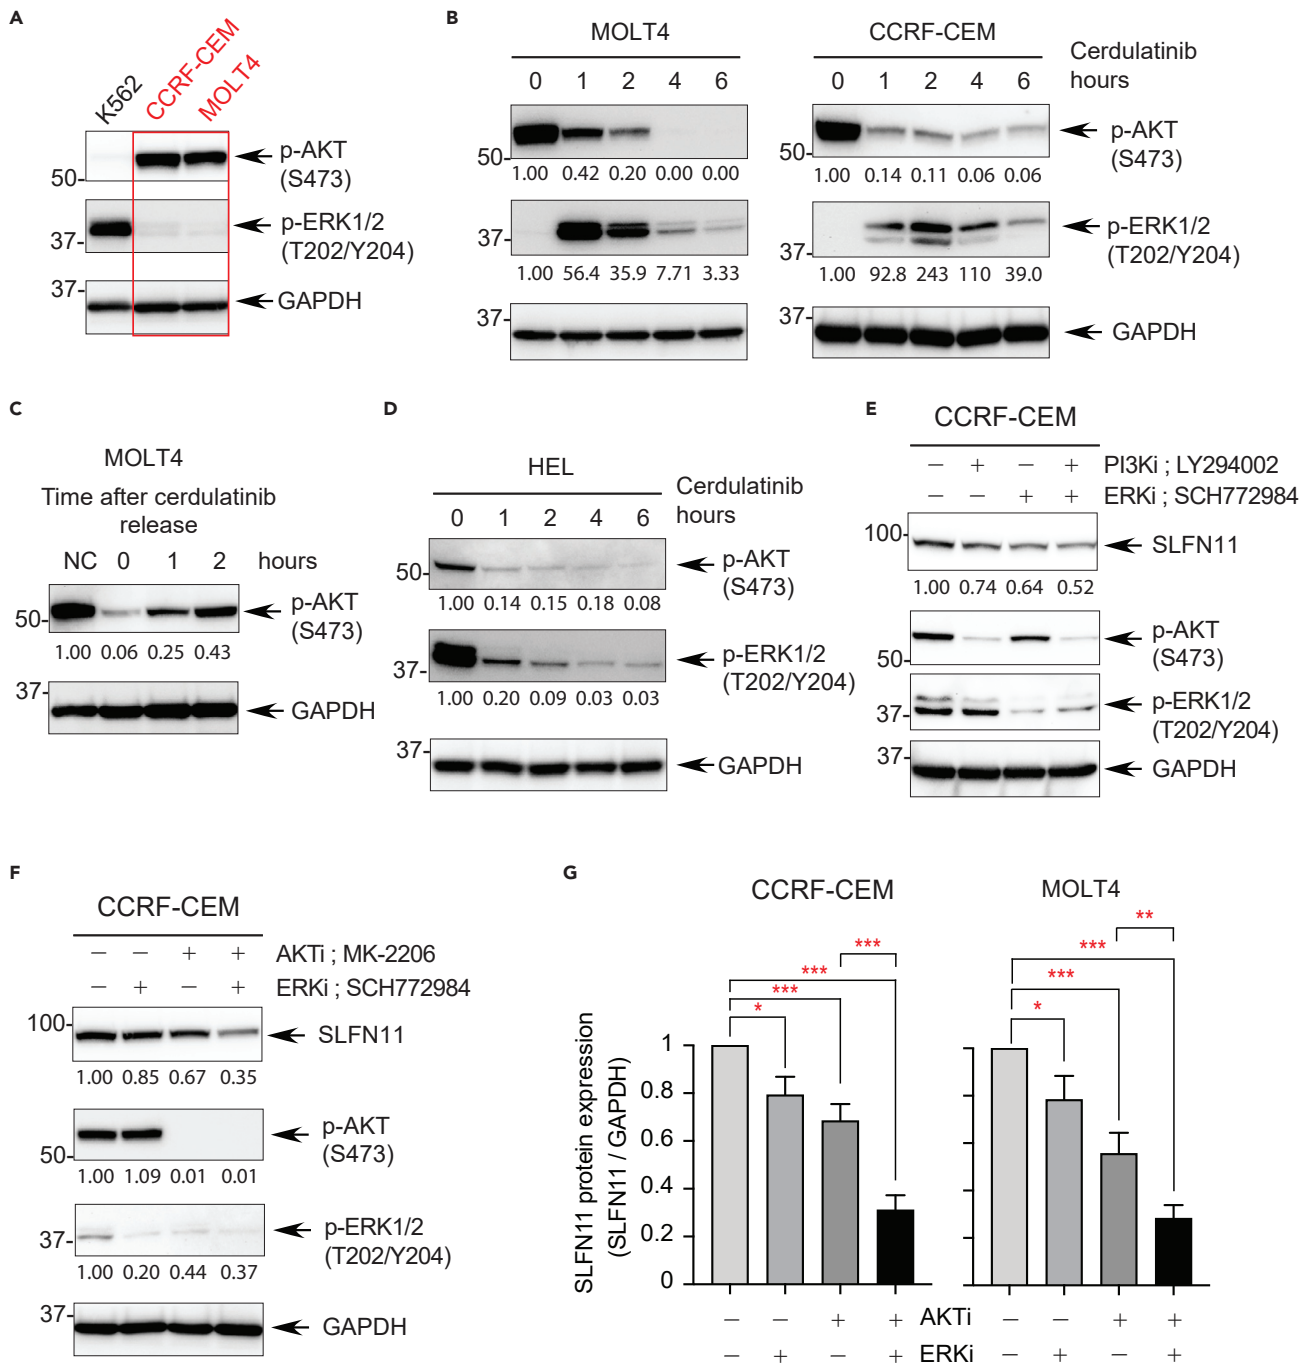 A
K562
CCRF-CEM
MOLT4
p-AKT
(S473)
50
p-ERK1/2
(T202/Y204)
37
37
GAPDH
B
MOLT4
CCRF-CEM
Cerdulatinib
hours
0 1 2 4 6
0 1 2 4 6
50
50
p-AKT
(S473)
1.00 0.42 0.20 0.00 0.00
1.00 0.14 0.11 0.06 0.06
37
37
p-ERK1/2
(T202/Y204)
1.00 56.4 35.9 7.71 3.33
1.00 92.8 243 110 39.0
37
37
GAPDH
C
MOLT4
Time after cerdulatinib
release
NC 0 1 2 hours
50
p-AKT
(S473)
1.00 0.06 0.25 0.43
37
GAPDH
D
HEL
Cerdulatinib
hours
0 1 2 4 6
50
p-AKT
(S473)
1.00 0.14 0.15 0.18 0.08
37
p-ERK1/2
(T202/Y204)
1.00 0.20 0.09 0.03 0.03
37
GAPDH
E
CCRF-CEM
− + − + PI3Ki ; LY294002
− − + + ERKi ; SCH772984
100
SLFN11
1.00 0.74 0.64 0.52
p-AKT
(S473)
50
37
p-ERK1/2
(T202/Y204)
37
GAPDH
F
CCRF-CEM
− − + + AKTi ; MK-2206
− + − + ERKi ; SCH772984
100
SLFN11
1.00 0.85 0.67 0.35
p-AKT
(S473)
50
1.00 1.09 0.01 0.01
37
p-ERK1/2
(T202/Y204)
1.00 0.20 0.44 0.37
37
GAPDH
G
CCRF-CEM
MOLT4
***
***
***
*
**
***
***
*
SLFN11 protein expression
(SLFN11 / GAPDH)
1
0.8
0.6
0.4
0.2
0
− − + + AKTi − − + +
− + − + ERKi − + − +